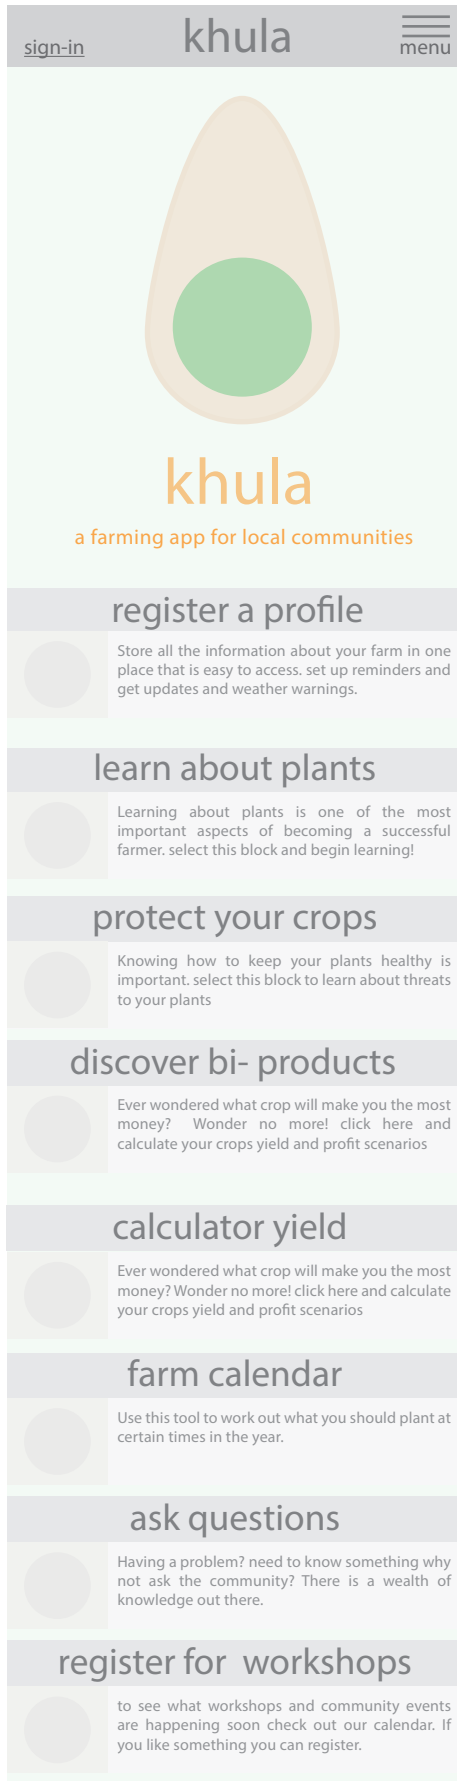 sign-in
khula
menu
khula
a farming app for local communities
register a profile
Store all the information about your farm in one
place that is easy to access. set up reminders and
get updates and weather warnings.
learn about plants
Learning about plants is one of the most
important aspects of becoming a successful
farmer. select this block and begin learning!
protect your crops
Knowing how to keep your plants healthy is
important. select this block to learn about threats
to your plants
discover bi- products
Ever wondered what crop will make you the most
money? Wonder no more! click here and
calculate your crops yield and profit scenarios
calculator yield
Ever wondered what crop will make you the most
money? Wonder no more! click here and calculate
your crops yield and profit scenarios
farm calendar
Use this tool to work out what you should plant at
certain times in the year.
ask questions
Having a problem? need to know something why
not ask the community? There is a wealth of
knowledge out there.
register for workshops
to see what workshops and community events
are happening soon check out our calendar. If
you like something you can register.